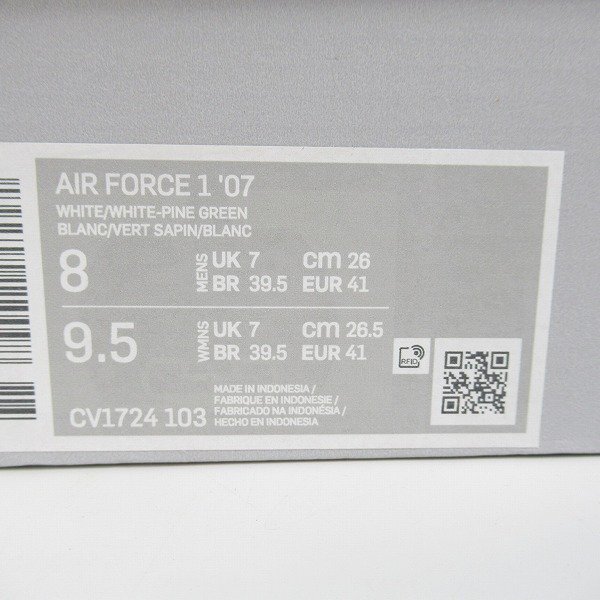 AIR FORCE 1 '07
WHITE/WHITE-PINE GREEN
BLANC/VERT SAPIN/BLANC
8 MENS UK 7 CM 26
BR 39.5 EUR 41
9.5 WMNS UK 7 CM 26.5
BR 39.5 EUR 41
RFID
MADE IN INDONESIA /
FABRIQUE EN INDONESIE /
FABRICADO NA INDONÉSIA /
HECHO EN INDONESIA
CV1724 103